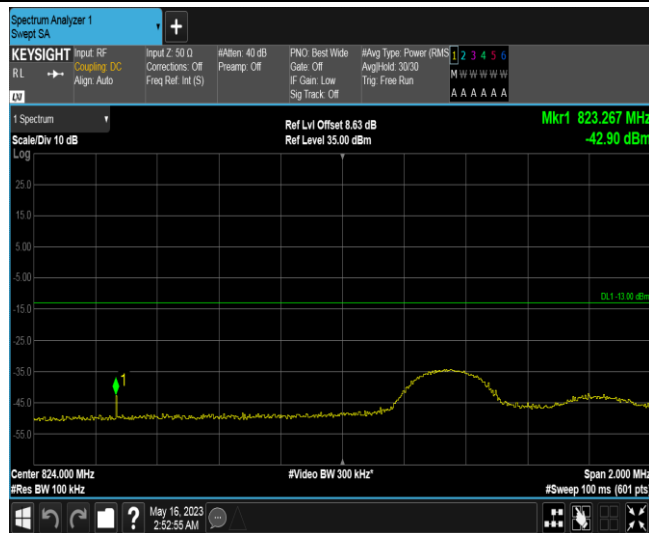 Spectrum Analyzer 1
Swept SA
+
KEYSIGHT
RL
Input: RF
Coupling: DC
Align: Auto
Input Z: 50 Ω
Corrections: Off
Freq Ref: Int (S)
#Atten: 40 dB
Preamp: Off
PNO: Best Wide
Gate: Off
IF Gain: Low
Sig Track: Off
#Avg Type: Power (RMS
Avg|Hold: 30/30
Trig: Free Run
1 2 3 4 5 6
M W W W W W
A A A A A A
1 Spectrum
Scale/Div 10 dB
Log
Ref Lvl Offset 8.63 dB
Ref Level 35.00 dBm
Mkr1 823.267 MHz
-42.90 dBm
25.0
15.0
5.00
-5.00
DL1 -13.00 dBm
-15.0
-25.0
-35.0
1
-45.0
-55.0
Center 824.000 MHz
#Res BW 100 kHz
#Video BW 300 kHz*
Span 2.000 MHz
#Sweep 100 ms (601 pts)
?
May 16, 2023
2:52:55 AM